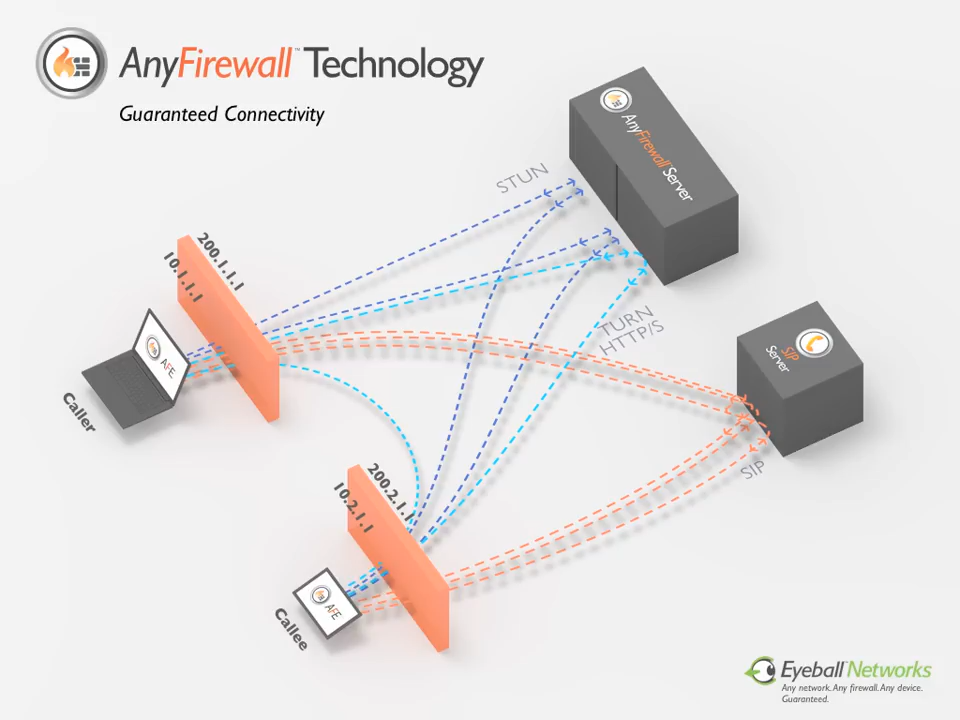 AnyFirewall™ Technology
Guaranteed Connectivity
AnyFirewall™ Server
STUN
200.1.1.1
10.1.1.1
TURN
HTTP/S
SIP
Server
AFE
Caller
SIP
200.2.1.1
10.2.1.1
AFE
Callee
Eyeball Networks
Any network. Any firewall. Any device.
Guaranteed.